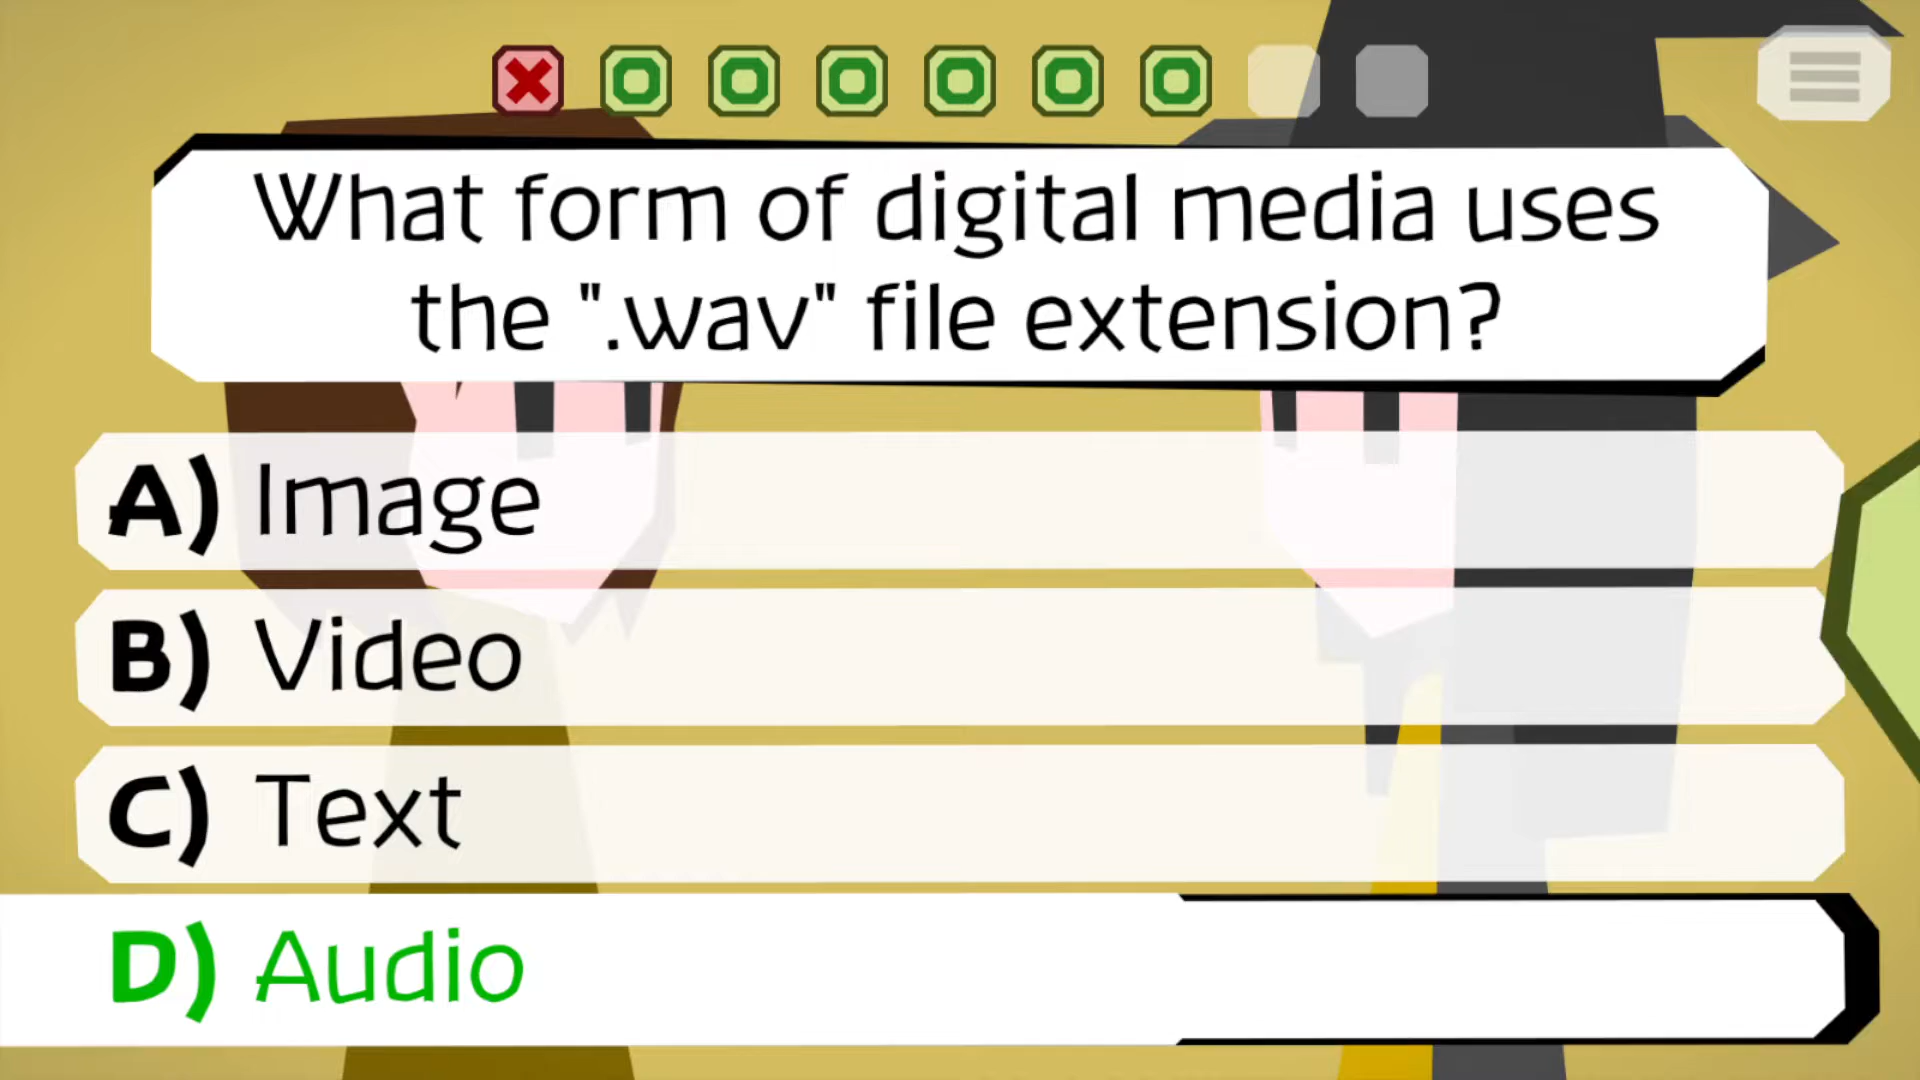 What form of digital media uses
the ".wav" file extension?
A) Image
B) Video
C) Text
D) Audio